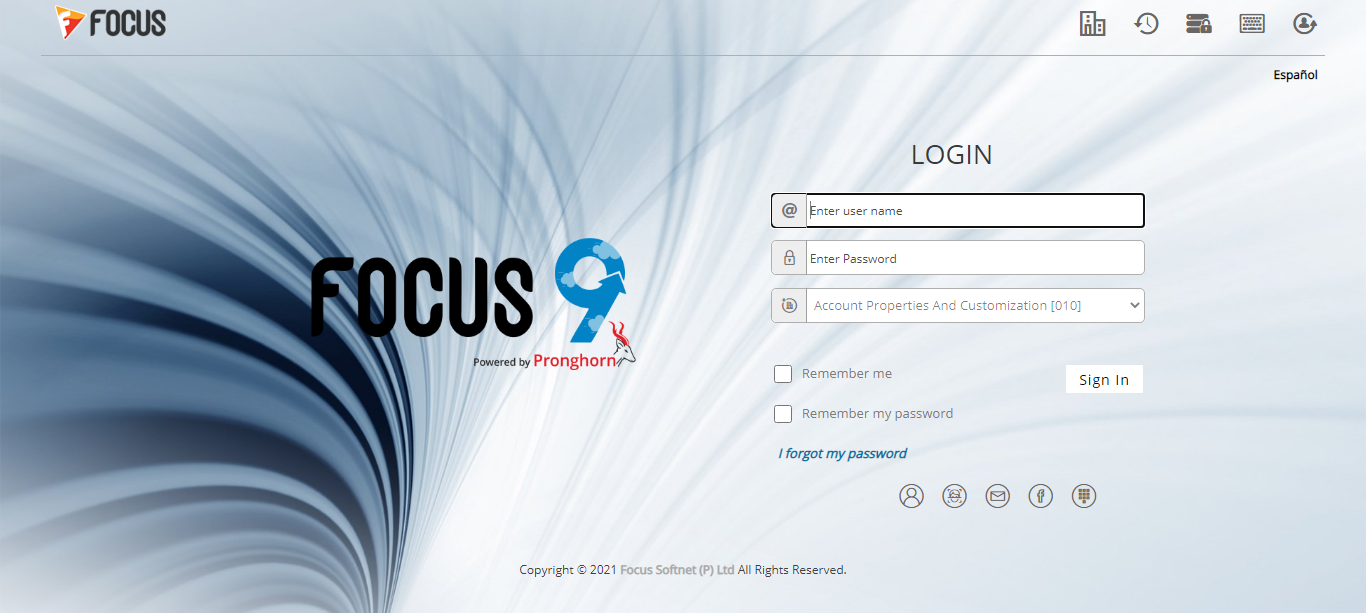 FOCUS
Español
LOGIN
@ Enter user name
Enter Password
Account Properties And Customization [010]
FOCUS 9
Powered by Pronghorn
Remember me
Sign In
Remember my password
I forgot my password
Copyright © 2021 Focus Softnet (P) Ltd All Rights Reserved.